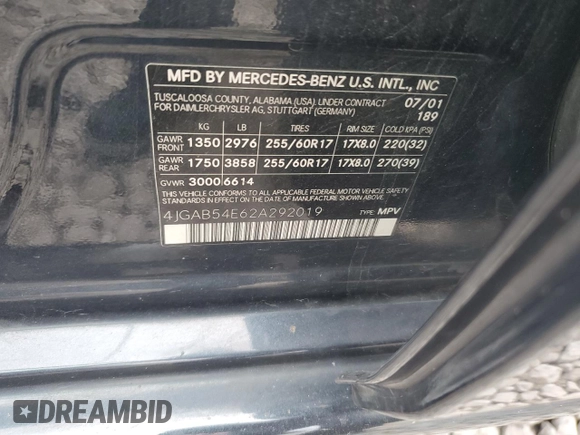 MFD BY MERCEDES-BENZ U.S. INTL., INC
TUSCALOOSA COUNTY, ALABAMA (USA). UNDER CONTRACT 07/01
FOR DAIMLERCHRYSLER AG, STUTTGART (GERMANY) 189
KG LB TIRES RIM SIZE COLD KPA (PSI)
GAWR FRONT 1350 2976 255/60R17 17X8.0 220(32)
GAWR REAR 1750 3858 255/60R17 17X8.0 270(39)
GVWR 3000 6614
THIS VEHICLE CONFORMS TO ALL APPLICABLE FEDERAL MOTOR VEHICLE SAFETY
STANDARDS IN EFFECT ON THE DATE OF MANUFACTURE SHOWN ABOVE.
4JGAB54E62A292019 TYPE: MPV
DREAMBID